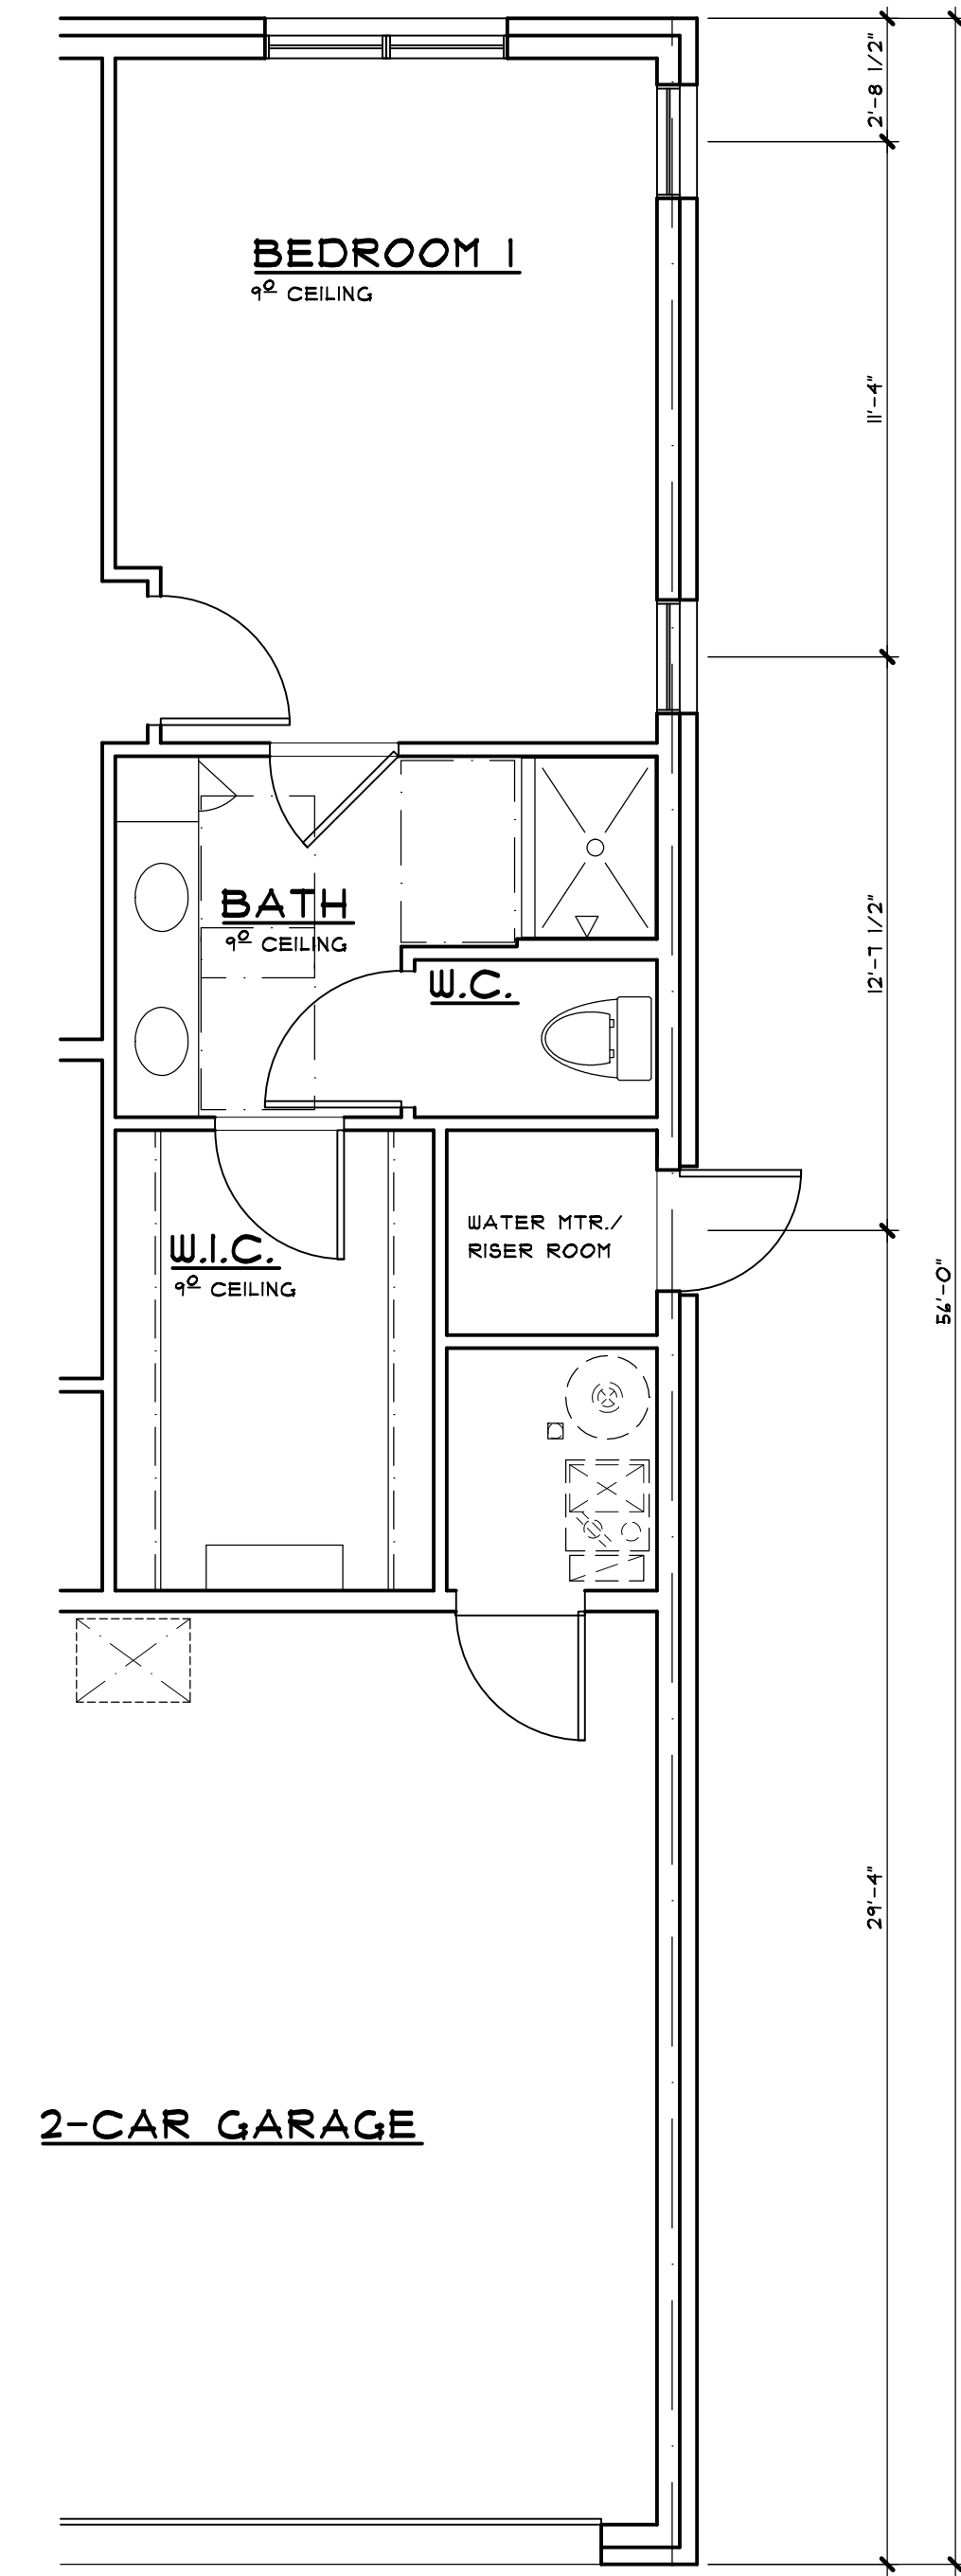 2'-8 1/2"
BEDROOM 1
9⁰ CEILING
11'-4"
BATH
9⁰ CEILING
W.C.
12'-7 1/2"
WATER MTR./
RISER ROOM
W.I.C.
9⁰ CEILING
56'-0"
29'-4"
2-CAR GARAGE